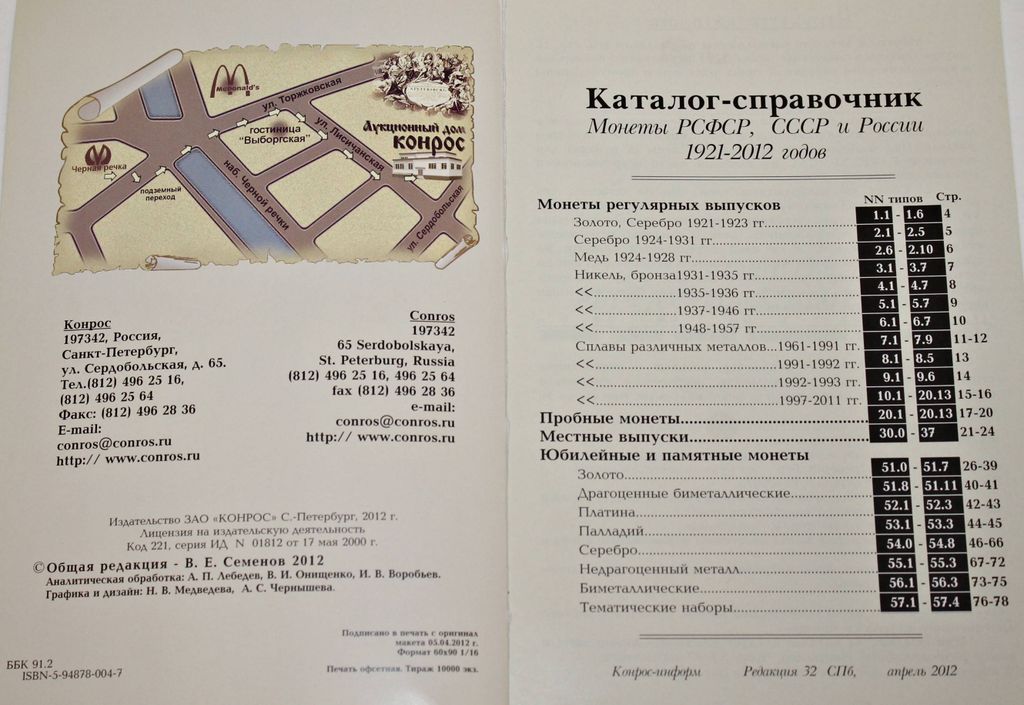 McDonald's
ул. Торжковская
гостиница
"Выборгская"
ул. Лисичанская
Аукционный дом
КОНРОС
Черная речка
подземный
переход
наб. Черной речки
ул. Сердобольская
Конрос
197342, Россия,
Санкт-Петербург,
ул. Сердобольская, д. 65.
Тел.(812) 496 25 16,
(812) 496 25 64
Факс: (812) 496 28 36
E-mail:
conros@conros.ru
http:// www.conros.ru
Conros
197342
65 Serdobolskaya,
St. Peterburg, Russia
(812) 496 25 16, 496 25 64
fax (812) 496 28 36
e-mail:
conros@conros.ru
http:// www.conros.ru
Издательство ЗАО «КОНРОС» С.-Петербург, 2012 г.
Лицензия на издательскую деятельность
Код 221, серия ИД N 01812 от 17 мая 2000 г.
©Общая редакция - В. Е. Семенов 2012
Аналитическая обработка: А. П. Лебедев, В. И. Онищенко, И. В. Воробьев.
Графика и дизайн: Н. В. Медведева, А. С. Чернышева.
Подписано в печать с оригинал
макета 05.04.2012 г.
Формат 60х90 1/16
Печать офсетная. Тираж 10000 экз.
ББК 91.2
ISBN-5-94878-004-7
Каталог-справочник
Монеты РСФСР, СССР и России
1921-2012 годов
NN типов Стр.
Монеты регулярных выпусков
Золото, Серебро 1921-1923 гг............................ 1.1 - 1.6 4
Серебро 1924-1931 гг............................ 2.1 - 2.5 5
Медь 1924-1928 гг............................ 2.6 - 2.10 6
Никель, бронза1931-1935 гг............................ 3.1 - 3.7 7
<<....................1935-1936 гг............................ 4.1 - 4.7 8
<<....................1937-1946 гг............................ 5.1 - 5.7 9
<<....................1948-1957 гг............................ 6.1 - 6.7 10
Сплавы различных металлов...1961-1991 гг. 7.1 - 7.9 11-12
<<............................................1991-1992 гг. 8.1 - 8.5 13
<<............................................1992-1993 гг. 9.1 - 9.6 14
<<............................................1997-2011 гг. 10.1 - 20.13 15-16
Пробные монеты........................................ 20.1 - 20.13 17-20
Местные выпуски........................................ 30.0 - 37 21-24
Юбилейные и памятные монеты
Золото........................................ 51.0 - 51.7 26-39
Драгоценные биметаллические.................... 51.8 - 51.11 40-41
Платина........................................ 52.1 - 52.3 42-43
Палладий........................................ 53.1 - 53.3 44-45
Серебро........................................ 54.0 - 54.8 46-66
Недрагоценный металл............................ 55.1 - 55.3 67-72
Биметаллические............................ 56.1 - 56.3 73-75
Тематические наборы............................ 57.1 - 57.4 76-78
Конрос-информ Редакция 32 СПб, апрель 2012